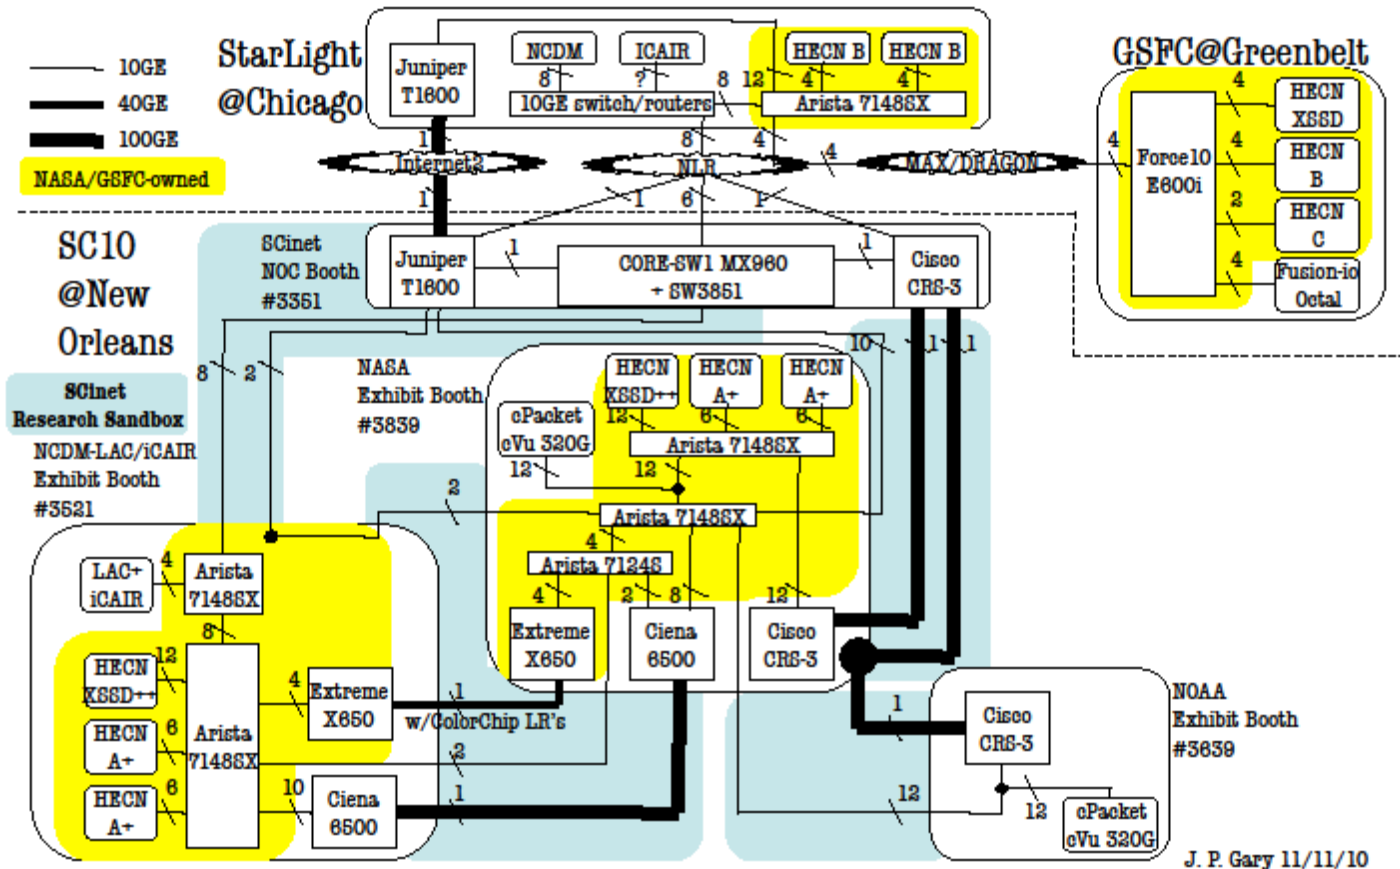 10GE
40GE
100GE
NASA/GSFC-owned
StarLight
@Chicago
Juniper
T1600
NCDM
ICAIR
HECN B
HECN B
8
?
8
12
4
4
10GE switch/routers
Arista 7148SX
1
8
4
Internet2
NLR
4
MAX/DRAGON
4
1
1
6
1
GSFC@Greenbelt
Force10
E600i
4
HECN
XSSD
4
HECN
B
2
HECN
C
4
Fusion-io
Octal
SC10
@New
Orleans
SCinet
NOC Booth
#3351
Juniper
T1600
1
CORE-SW1 MX960
+ SW3851
1
Cisco
CRS-3
8
2
10
1
1
SCinet
Research Sandbox
NASA
Exhibit Booth
#3839
HECN
XSSD++
HECN
A+
HECN
A+
12
6
6
cPacket
cVu 320G
Arista 7148SX
12
12
2
Arista 7148SX
4
Arista 7124S
4
2
8
12
Extreme
X650
Ciena
6500
Cisco
CRS-3
NCDM-LAC/iCAIR
Exhibit Booth
#3521
LAC+
iCAIR
4
Arista
7148SX
8
HECN
XSSD++
12
HECN
A+
6
HECN
A+
6
Arista
7148SX
4
Extreme
X650
1
w/ColorChip LR's
2
10
Ciena
6500
1
NOAA
Exhibit Booth
#3639
1
Cisco
CRS-3
12
12
cPacket
cVu 320G
J. P. Gary 11/11/10